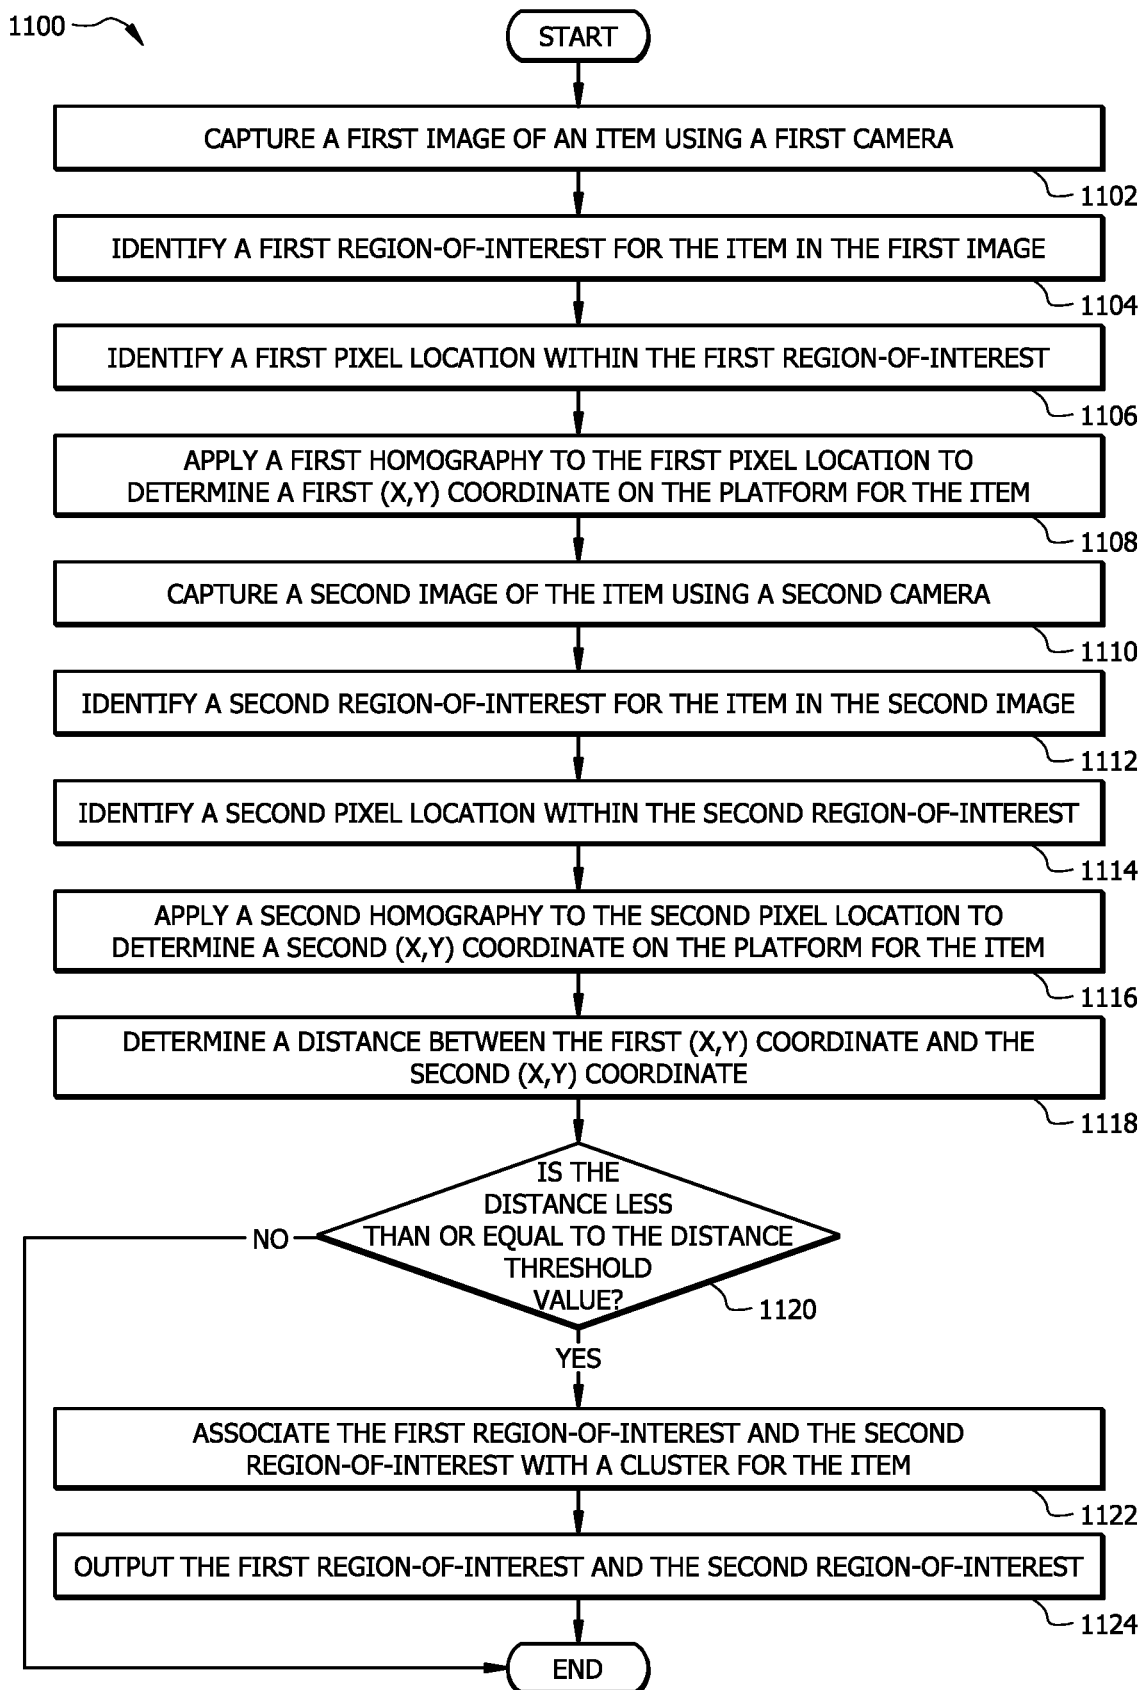 1100
START
CAPTURE A FIRST IMAGE OF AN ITEM USING A FIRST CAMERA
1102
IDENTIFY A FIRST REGION-OF-INTEREST FOR THE ITEM IN THE FIRST IMAGE
1104
IDENTIFY A FIRST PIXEL LOCATION WITHIN THE FIRST REGION-OF-INTEREST
1106
APPLY A FIRST HOMOGRAPHY TO THE FIRST PIXEL LOCATION TO
DETERMINE A FIRST (X,Y) COORDINATE ON THE PLATFORM FOR THE ITEM
1108
CAPTURE A SECOND IMAGE OF THE ITEM USING A SECOND CAMERA
1110
IDENTIFY A SECOND REGION-OF-INTEREST FOR THE ITEM IN THE SECOND IMAGE
1112
IDENTIFY A SECOND PIXEL LOCATION WITHIN THE SECOND REGION-OF-INTEREST
1114
APPLY A SECOND HOMOGRAPHY TO THE SECOND PIXEL LOCATION TO
DETERMINE A SECOND (X,Y) COORDINATE ON THE PLATFORM FOR THE ITEM
1116
DETERMINE A DISTANCE BETWEEN THE FIRST (X,Y) COORDINATE AND THE
SECOND (X,Y) COORDINATE
1118
IS THE
DISTANCE LESS
THAN OR EQUAL TO THE DISTANCE
THRESHOLD
VALUE?
NO
1120
YES
ASSOCIATE THE FIRST REGION-OF-INTEREST AND THE SECOND
REGION-OF-INTEREST WITH A CLUSTER FOR THE ITEM
1122
OUTPUT THE FIRST REGION-OF-INTEREST AND THE SECOND REGION-OF-INTEREST
1124
END